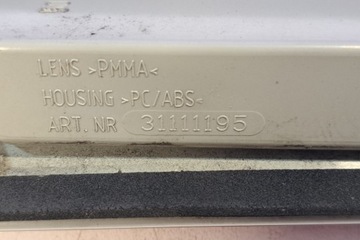 LENS >PMMA<
HOUSING >PC/ABS<
ART. NR 31111195